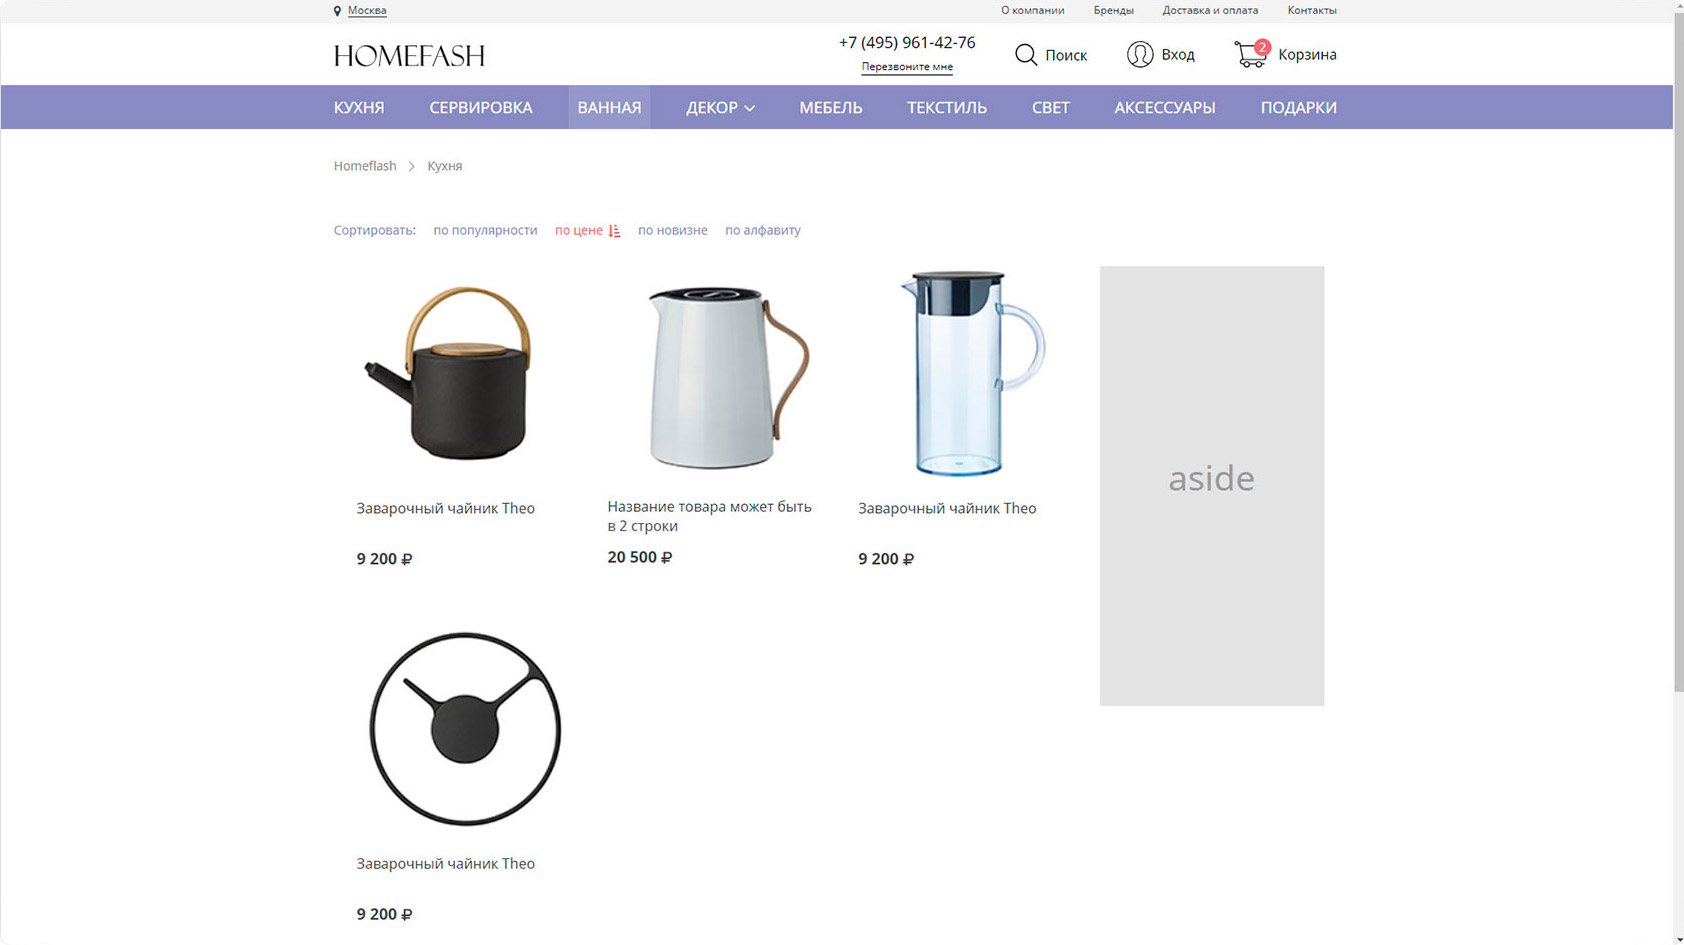 Москва
О компании Бренды Доставка и оплата Контакты
HOMEFASH
+7 (495) 961-42-76
Перезвоните мне
Поиск
Вход
2
Корзина
КУХНЯ СЕРВИРОВКА ВАННАЯ ДЕКОР МЕБЕЛЬ ТЕКСТИЛЬ СВЕТ АКСЕССУАРЫ ПОДАРКИ
Homeflash > Кухня
Сортировать: по популярности по цене по новизне по алфавиту
Заварочный чайник Theo
9 200 ₽
Название товара может быть
в 2 строки
20 500 ₽
Заварочный чайник Theo
9 200 ₽
aside
Заварочный чайник Theo
9 200 ₽